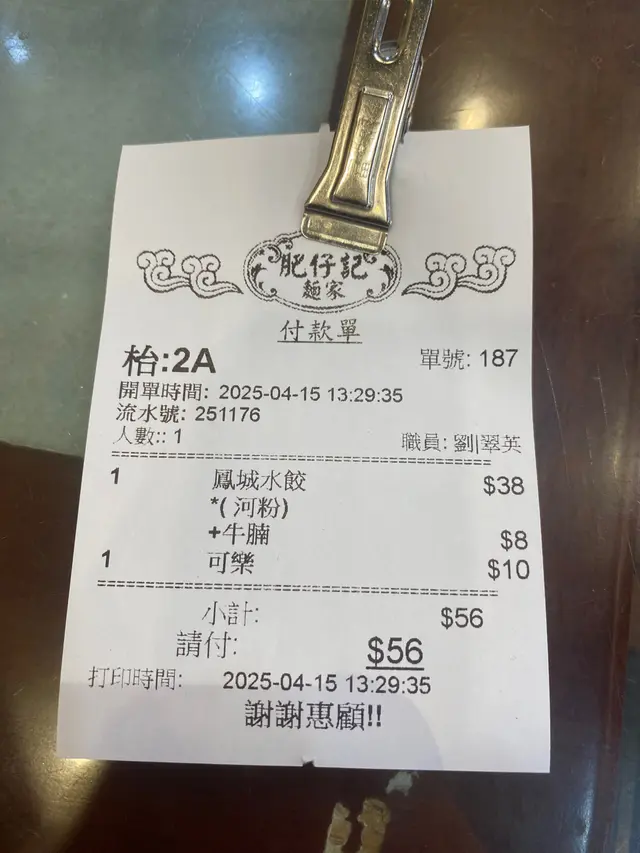 肥仔記
麵家
付款單
枱:2A 單號: 187
開單時間: 2025-04-15 13:29:35
流水號: 251176
人數:: 1 職員: 劉翠英
1 鳳城水餃 $38
*( 河粉)
+牛腩 $8
1 可樂 $10
小計: $56
請付: $56
打印時間: 2025-04-15 13:29:35
謝謝惠顧!!